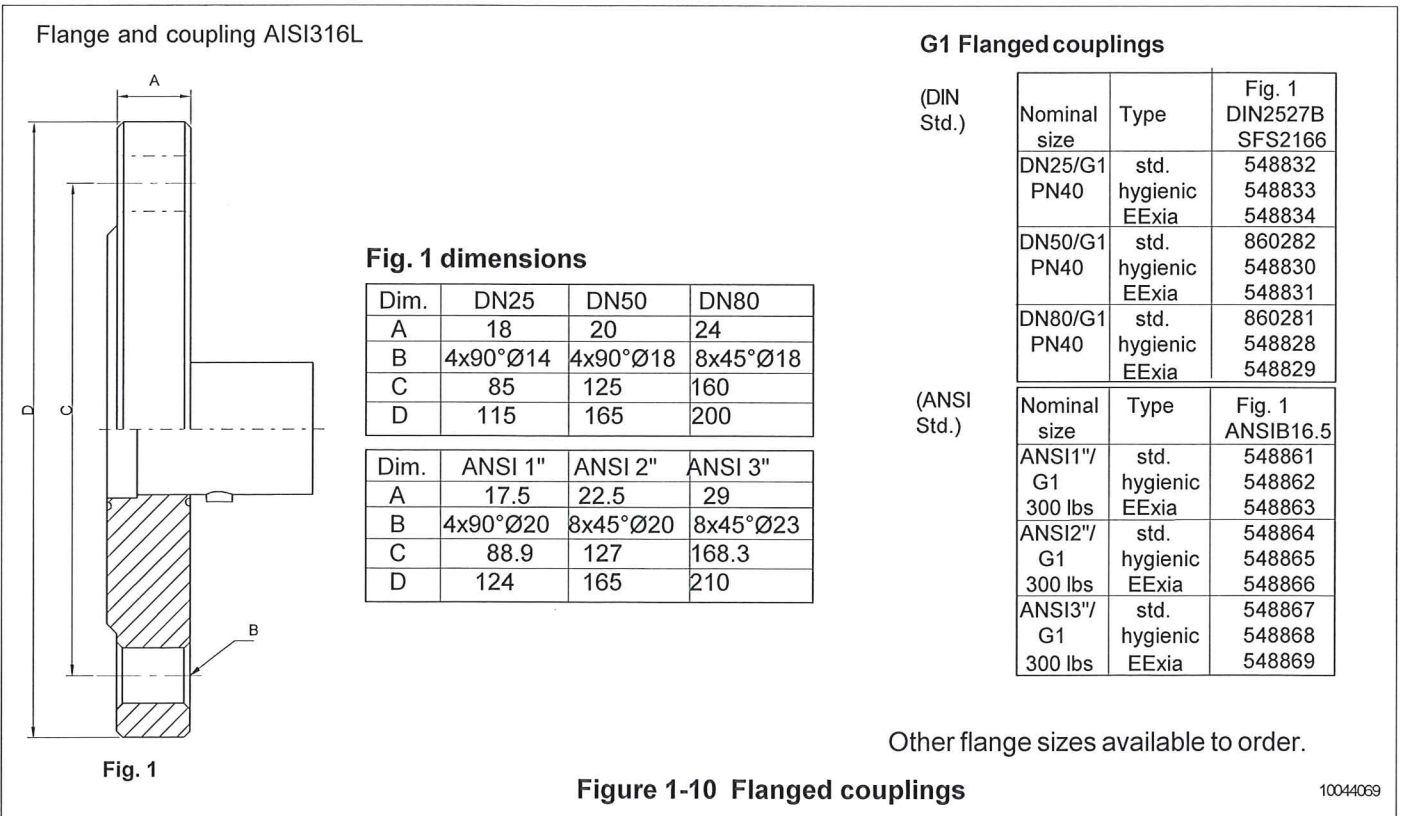 Flange and coupling AISI316L
A
D
C
B
Fig. 1
Fig. 1 dimensions
Dim. DN25 DN50 DN80
A 18 20 24
B 4x90°Ø14 4x90°Ø18 8x45°Ø18
C 85 125 160
D 115 165 200
Dim. ANSI 1" ANSI 2" ANSI 3"
A 17.5 22.5 29
B 4x90°Ø20 8x45°Ø20 8x45°Ø23
C 88.9 127 168.3
D 124 165 210
G1 Flanged couplings
(DIN
Std.)
Fig. 1
Nominal Type DIN2527B
size SFS2166
DN25/G1 std. 548832
PN40 hygienic 548833
EExia 548834
DN50/G1 std. 860282
PN40 hygienic 548830
EExia 548831
DN80/G1 std. 860281
PN40 hygienic 548828
EExia 548829
(ANSI
Std.)
Nominal Type Fig. 1
size ANSIB16.5
ANSI1"/ std. 548861
G1 hygienic 548862
300 lbs EExia 548863
ANSI2"/ std. 548864
G1 hygienic 548865
300 lbs EExia 548866
ANSI3"/ std. 548867
G1 hygienic 548868
300 lbs EExia 548869
Other flange sizes available to order.
Figure 1-10 Flanged couplings
10044069